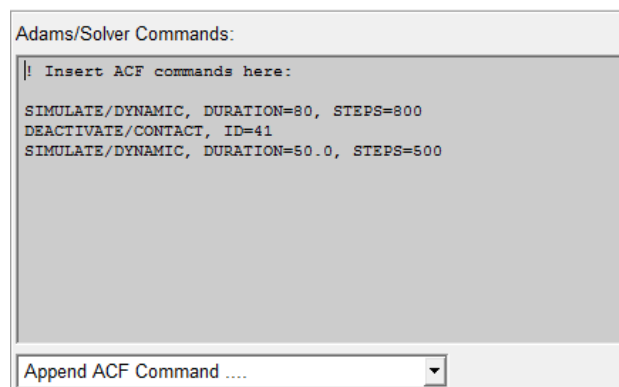 Adams/Solver Commands:
! Insert ACF commands here:
SIMULATE/DYNAMIC, DURATION=80, STEPS=800
DEACTIVATE/CONTACT, ID=41
SIMULATE/DYNAMIC, DURATION=50.0, STEPS=500
Append ACF Command ....